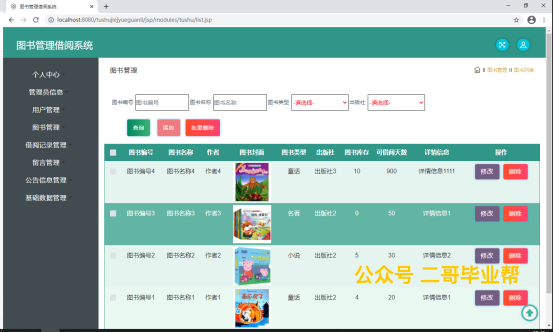 图书管理借阅系统
localhost:8080/tushujieyueguanli/jsp/modules/tushu/list.jsp
图书管理借阅系统
个人中心
管理员信息
用户管理
图书管理
借阅记录管理
留言管理
公告信息管理
基础数据管理
图书管理
图书管理 图书列表
图书编号 图书编号 图书名称 图书名称 图书类型 -请选择- 出版社 -请选择-
查询 添加 批量删除
图书编号 图书名称 作者 图书封面 图书类型 出版社 图书库存 可借阅天数 详情信息 操作
图书编号4 图书名称4 作者4 童话 出版社3 10 900 详情信息1111 修改 删除
图书编号3 图书名称3 作者3 名著 出版社3 0 50 详情信息1 修改 删除
图书编号2 图书名称2 作者2 小说 出版社2 5 30 详情信息2 修改 删除
图书编号1 图书名称1 作者1 童话 出版社2 4 20 详情信息1 修改 删除
公众号 二哥毕业帮